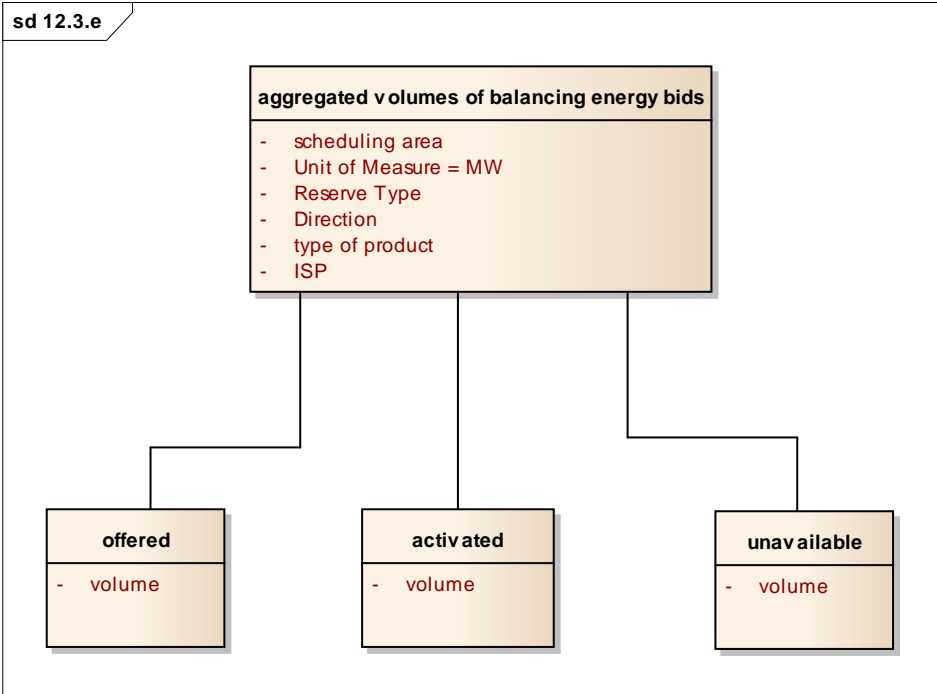 sd 12.3.e
aggregated volumes of balancing energy bids
- scheduling area
- Unit of Measure = MW
- Reserve Type
- Direction
- type of product
- ISP
offered
- volume
activated
- volume
unavailable
- volume